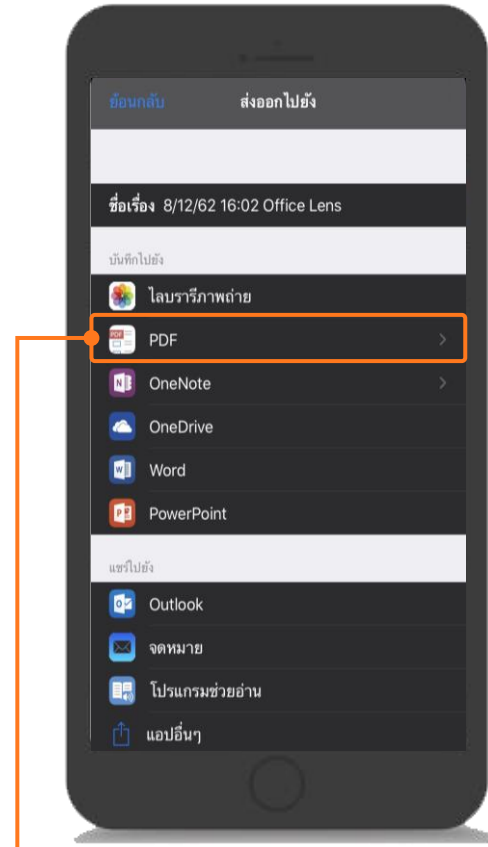 ย้อนกลับ ส่งออกไปยัง
ชื่อเรื่อง 8/12/62 16:02 Office Lens
บันทึกไปยัง
ไลบรารีภาพถ่าย
PDF
OneNote
OneDrive
Word
PowerPoint
แชร์ไปยัง
Outlook
จดหมาย
โปรแกรมช่วยอ่าน
แอปอื่นๆ